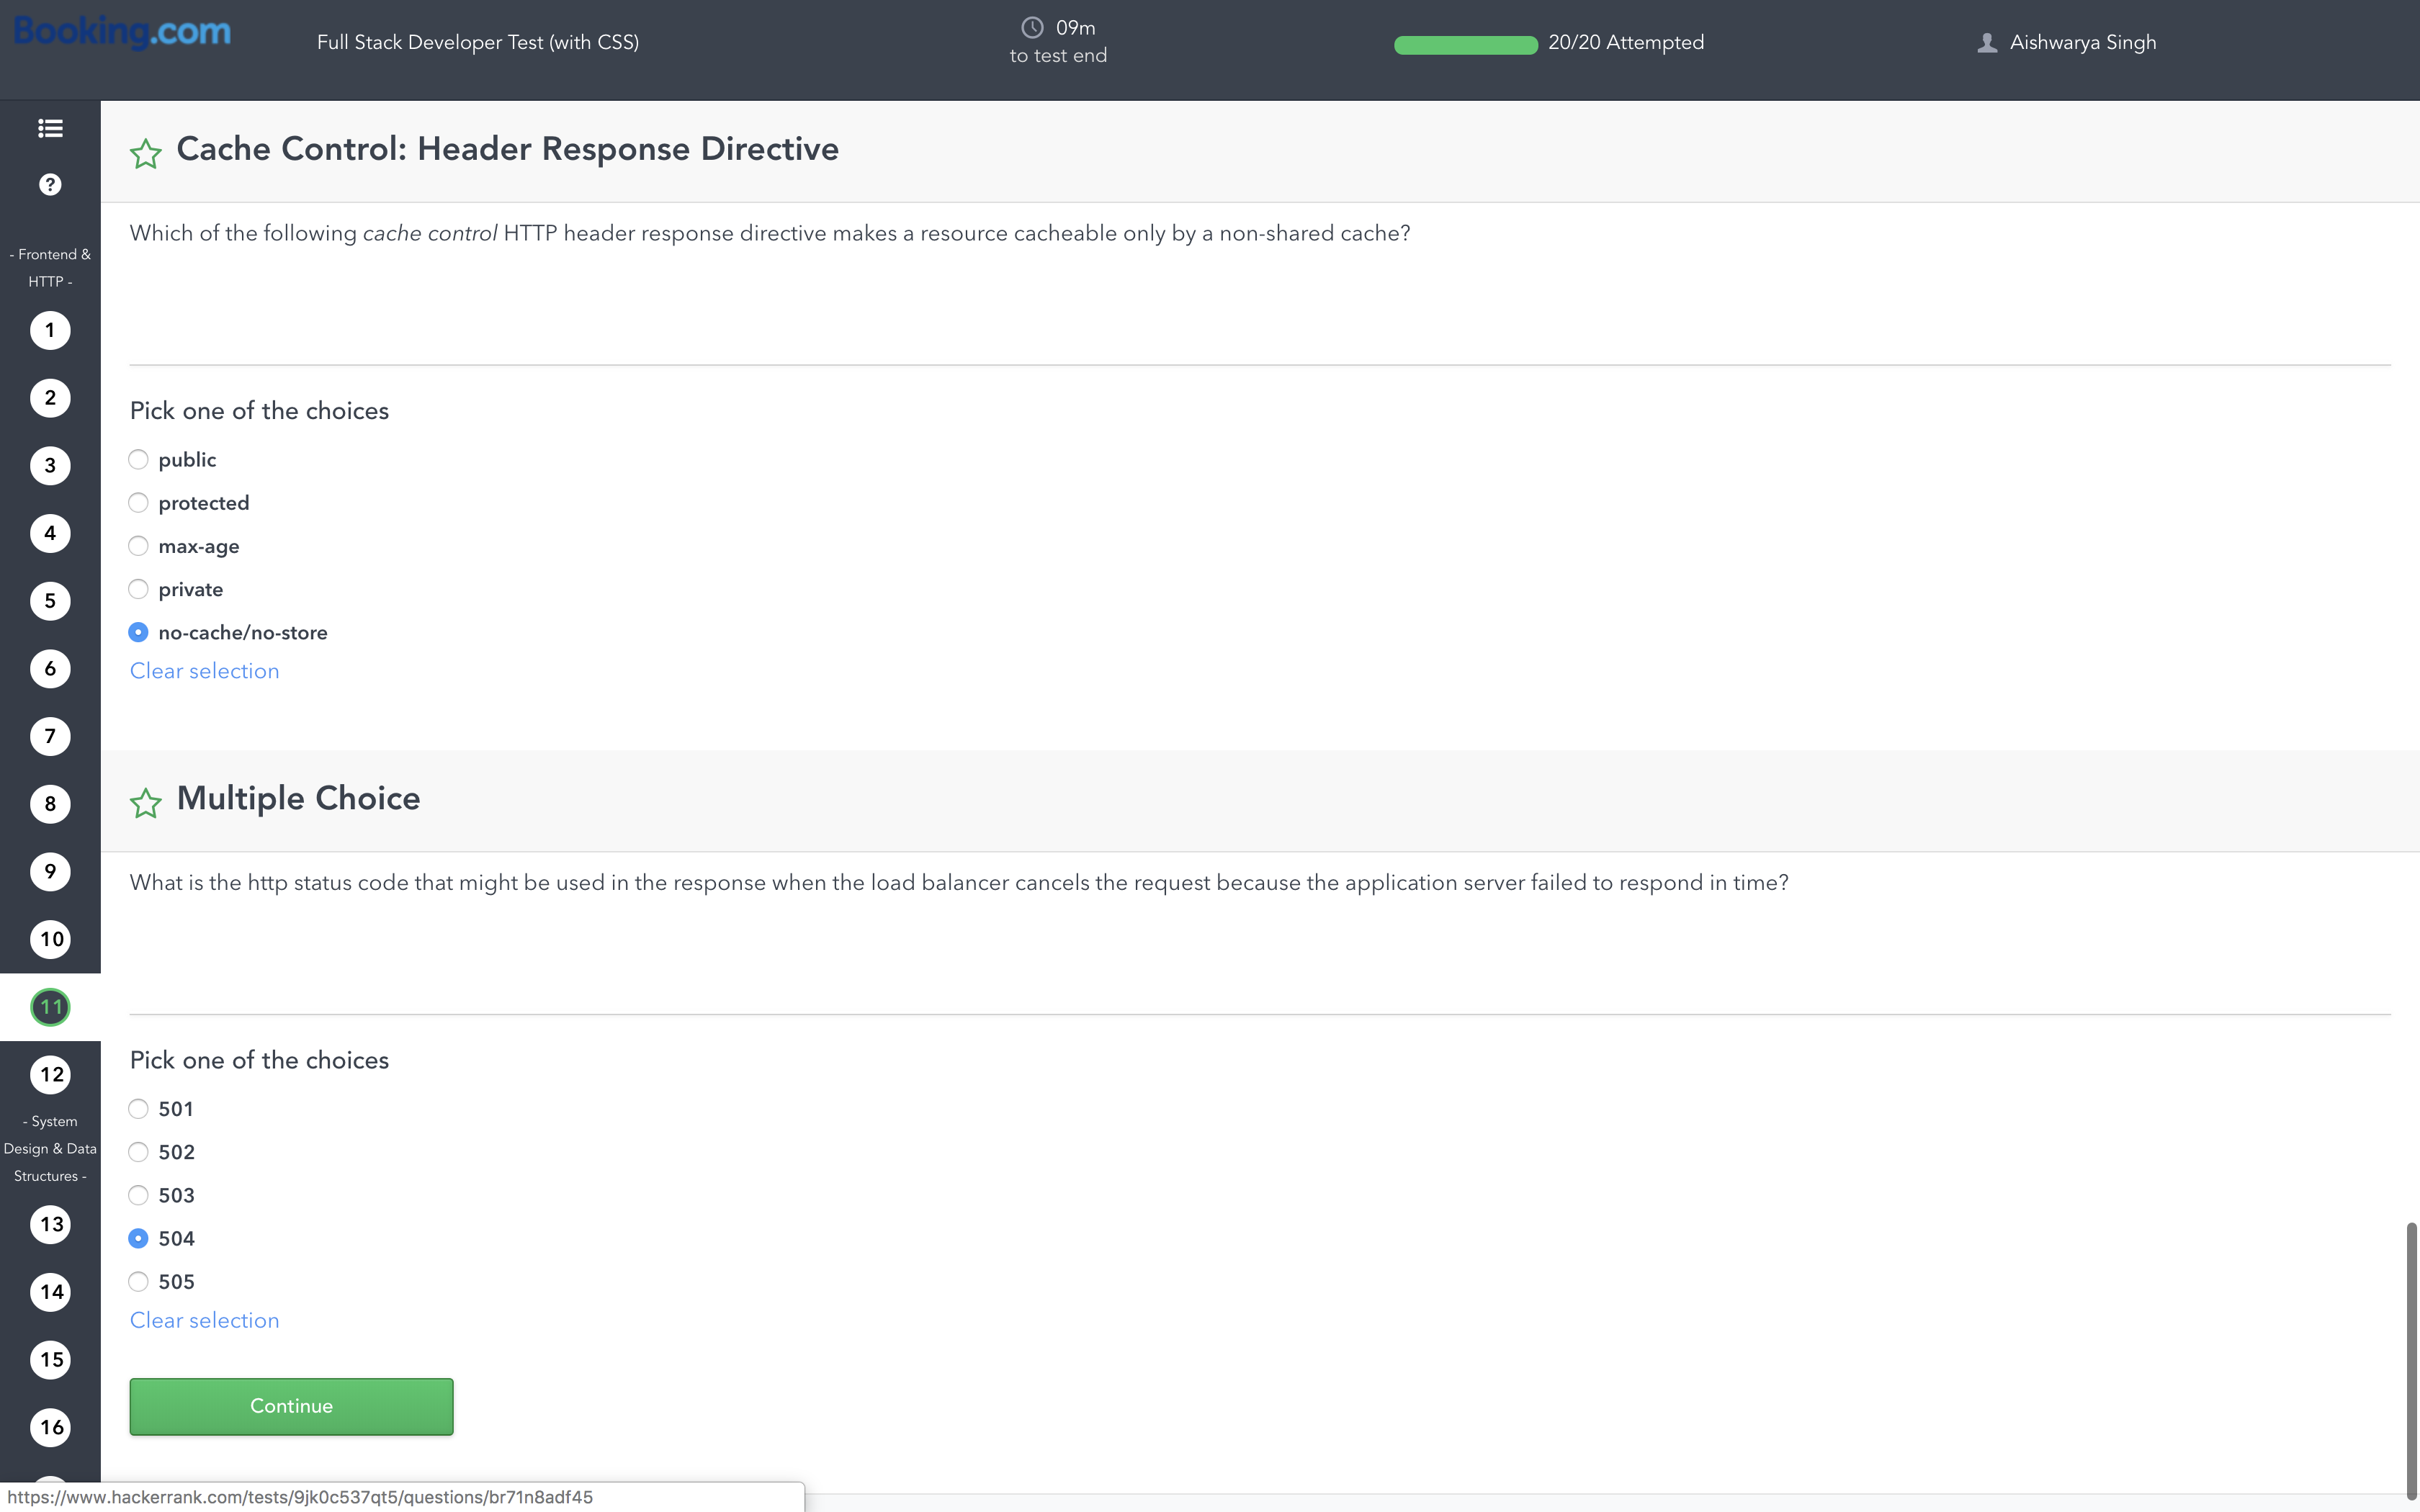 Booking.com
Full Stack Developer Test (with CSS)
09m
to test end
20/20 Attempted
Aishwarya Singh
?
- Frontend &
HTTP -
1
2
3
4
5
6
7
8
9
10
11
12
- System
Design & Data
Structures -
13
14
15
16
Cache Control: Header Response Directive
Which of the following cache control HTTP header response directive makes a resource cacheable only by a non-shared cache?
Pick one of the choices
public
protected
max-age
private
no-cache/no-store
Clear selection
Multiple Choice
What is the http status code that might be used in the response when the load balancer cancels the request because the application server failed to respond in time?
Pick one of the choices
501
502
503
504
505
Clear selection
Continue
https://www.hackerrank.com/tests/9jk0c537qt5/questions/br71n8adf45